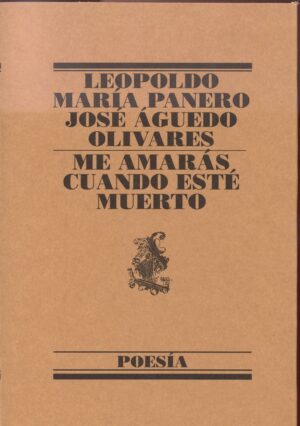 LEOPOLDO
MARÍA PANERO
JOSÉ ÁGUEDO
OLIVARES
ME AMARÁS
CUANDO ESTÉ
MUERTO
POESÍA